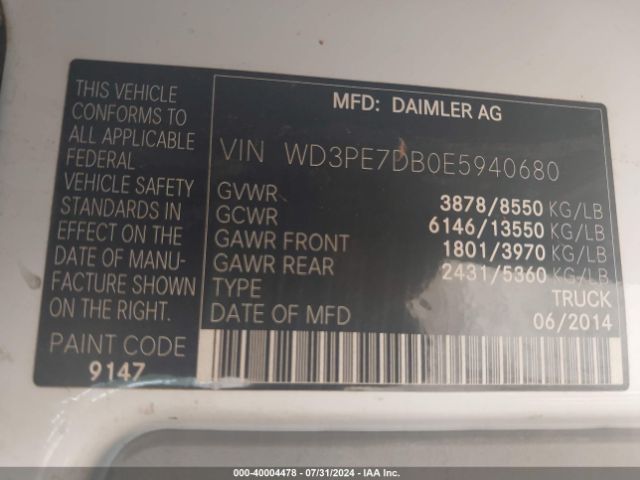 THIS VEHICLE
CONFORMS TO
ALL APPLICABLE
FEDERAL
VEHICLE SAFETY
STANDARDS IN
EFFECT ON THE
DATE OF MANU-
FACTURE SHOWN
ON THE RIGHT.
PAINT CODE
9147
MFD: DAIMLER AG
VIN WD3PE7DB0E5940680
GVWR 3878/8550 KG/LB
GCWR 6146/13550 KG/LB
GAWR FRONT 1801/3970 KG/LB
GAWR REAR 2431/5360 KG/LB
TYPE TRUCK
DATE OF MFD 06/2014
000-40004478 - 07/31/2024 - IAA Inc.